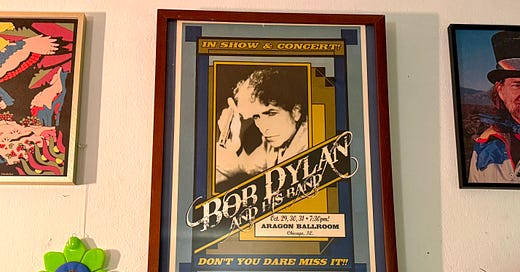 IN SHOW & CONCERT!
BOB DYLAN
AND HIS BAND
Oct. 29, 30, 31 • 7:30pm!
ARAGON BALLROOM
Chicago, IL.
DON'T YOU DARE MISS IT!!